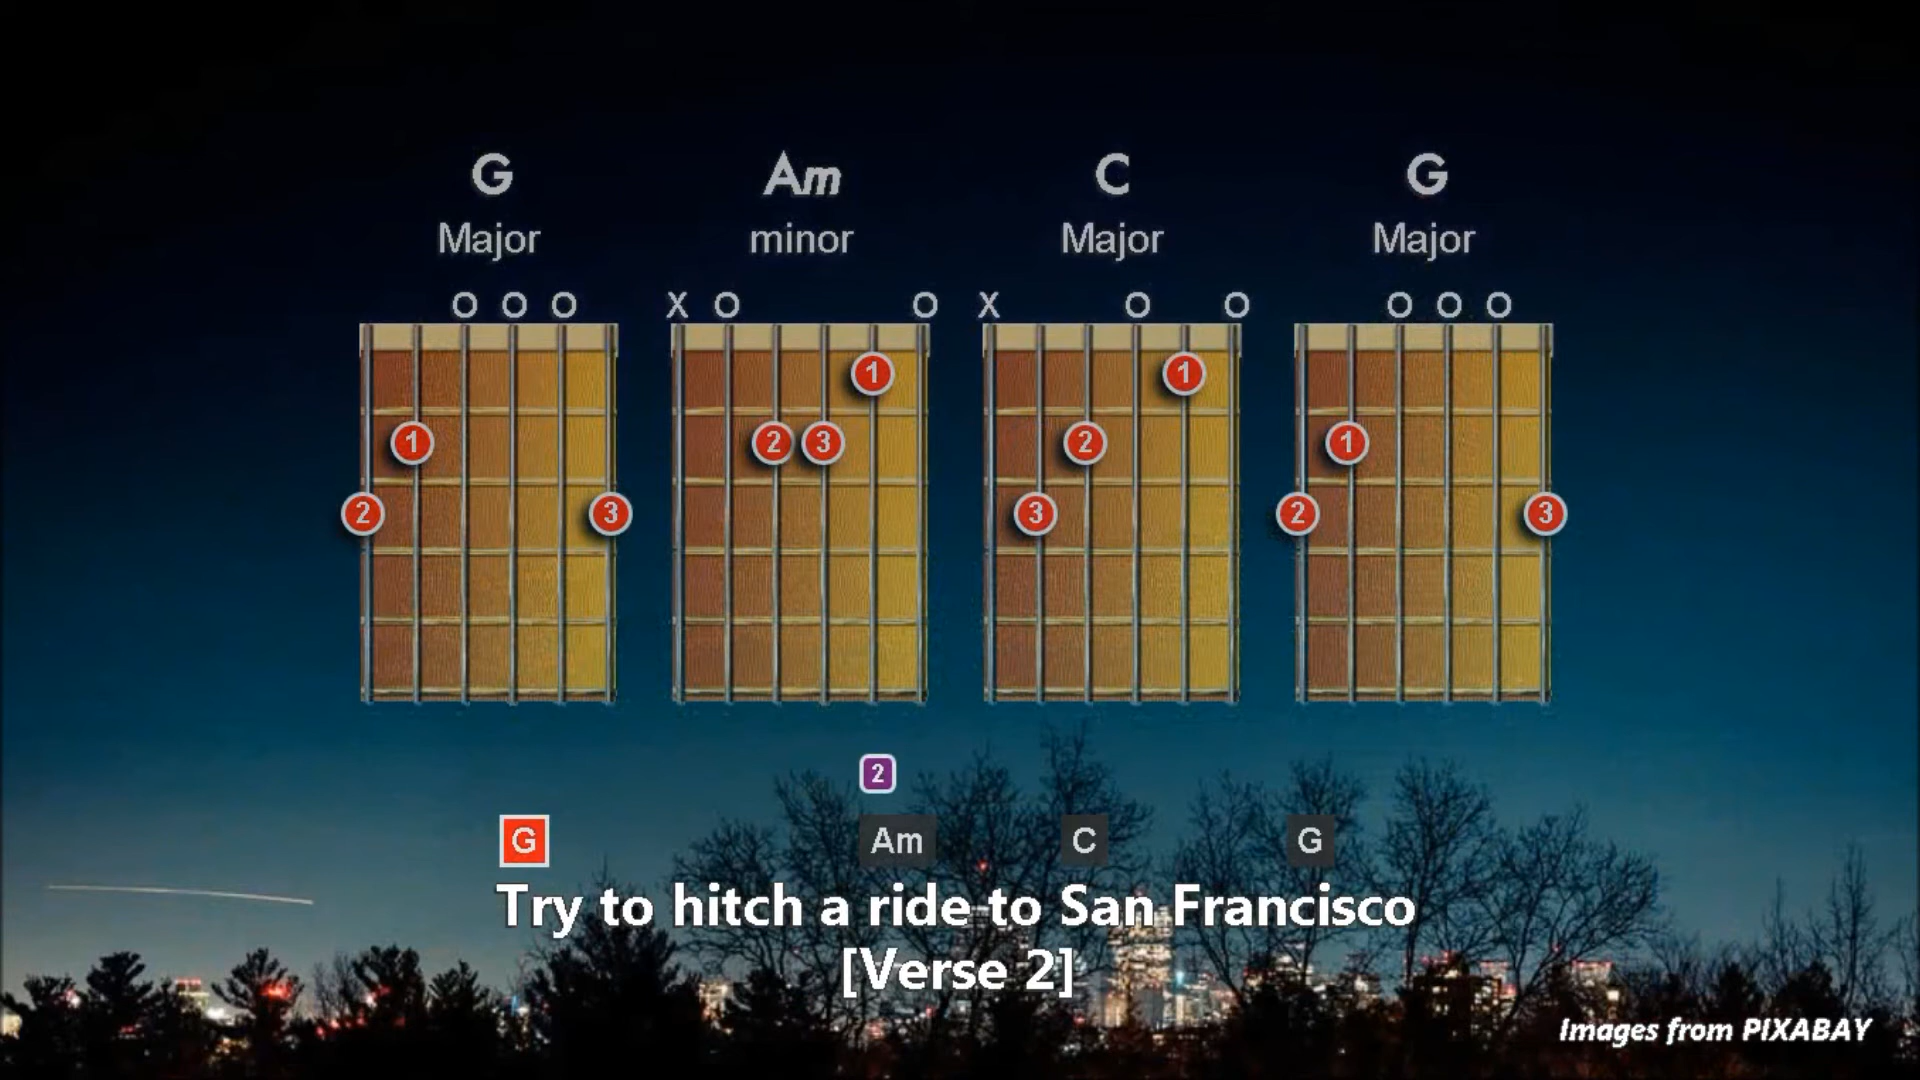 G Am C G
Major minor Major Major
O O O X O O X O O O O O
1 1
1 2 3 2 1
2 3 3 2 3
2
G Am C G
Try to hitch a ride to San Francisco
[Verse 2]
Images from PIXABAY